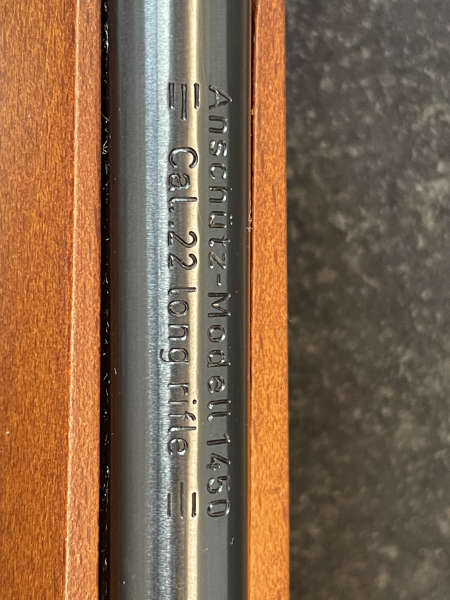 Anschütz-Modell 1450
= Cal..22 long rifle =